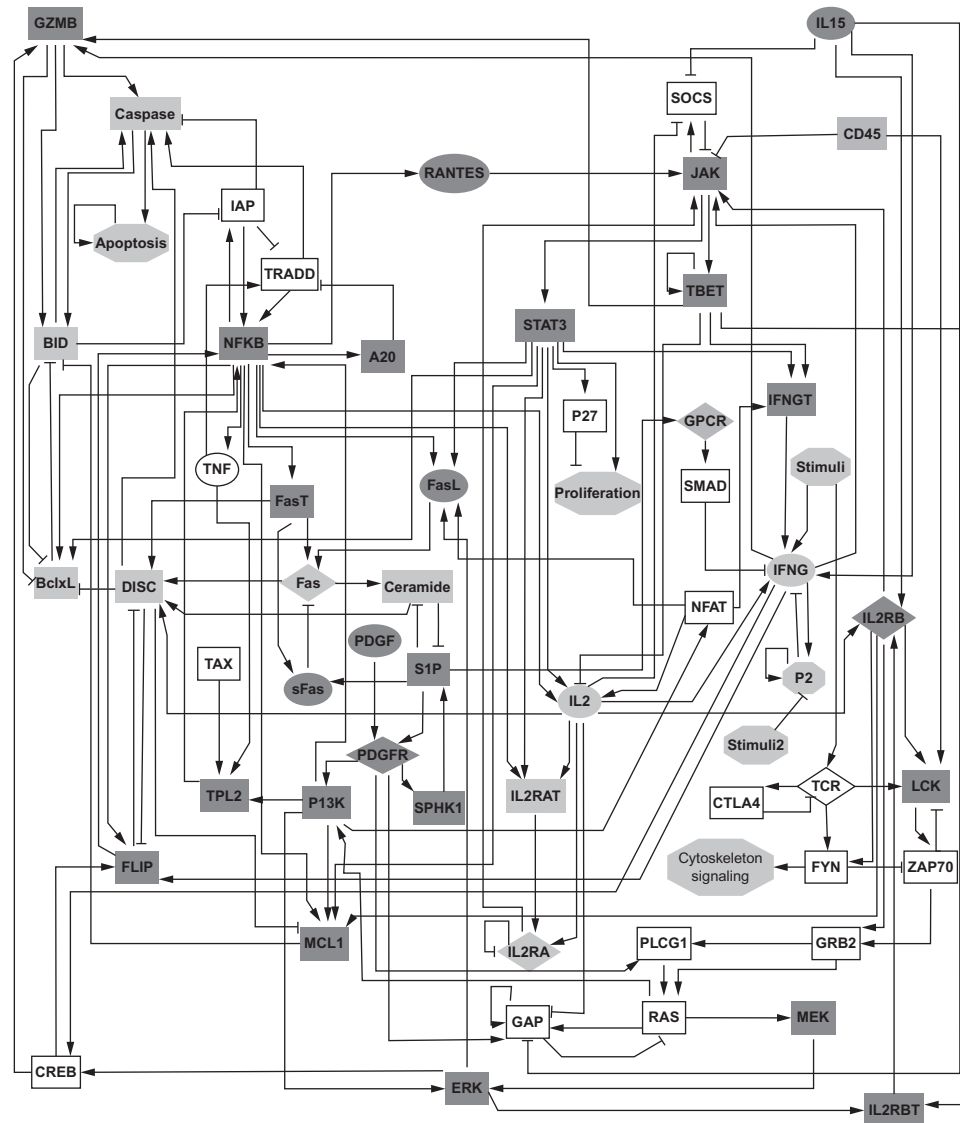 GZMB
IL15
SOCS
Caspase
CD45
RANTES
JAK
IAP
Apoptosis
TRADD
TBET
STAT3
BID
NFKB
A20
IFNGT
P27
GPCR
TNF
Stimuli
FasL
SMAD
Proliferation
FasT
IFNG
BclxL
DISC
Fas
Ceramide
NFAT
IL2RB
PDGF
TAX
S1P
P2
sFas
IL2
Stimuli2
PDGFR
TPL2
P13K
SPHK1
IL2RAT
CTLA4
TCR
LCK
FLIP
Cytoskeleton
signaling
FYN
ZAP70
MCL1
IL2RA
PLCG1
GRB2
GAP
RAS
MEK
CREB
ERK
IL2RBT